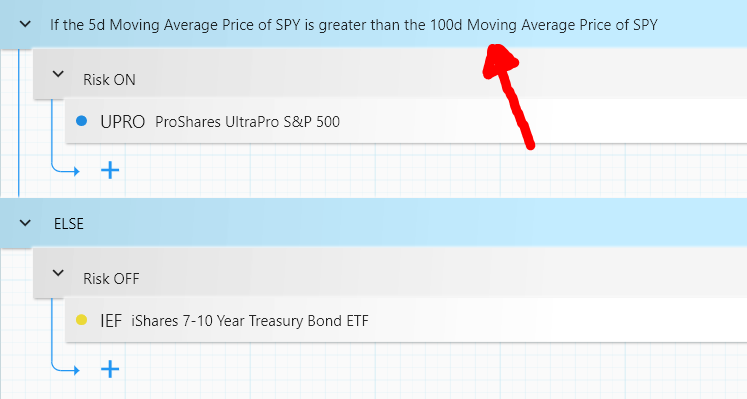 If the 5d Moving Average Price of SPY is greater than the 100d Moving Average Price of SPY
Risk ON
UPRO ProShares UltraPro S&P 500
ELSE
Risk OFF
IEF iShares 7-10 Year Treasury Bond ETF